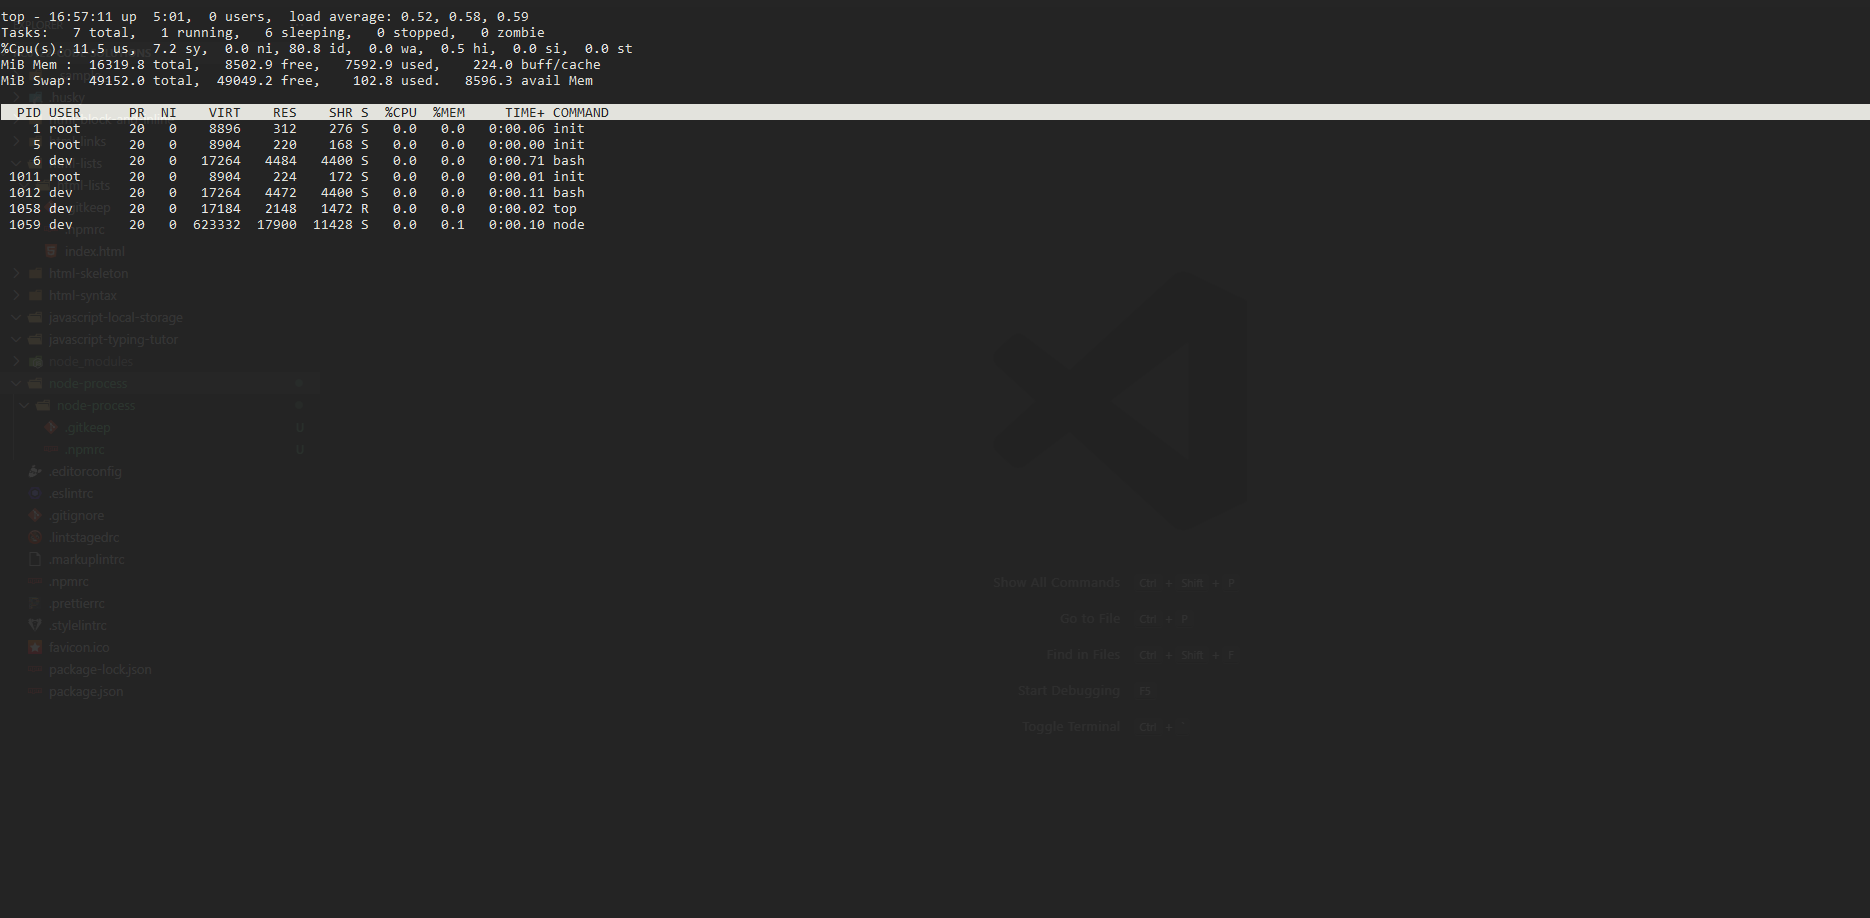 top - 16:57:11 up  5:01,  0 users,  load average: 0.52, 0.58, 0.59
Tasks:   7 total,   1 running,   6 sleeping,   0 stopped,   0 zombie
%Cpu(s): 11.5 us,  7.2 sy,  0.0 ni, 80.8 id,  0.0 wa,  0.5 hi,  0.0 si,  0.0 st
MiB Mem :  16319.8 total,   8502.9 free,   7592.9 used,    224.0 buff/cache
MiB Swap:  49152.0 total,  49049.2 free,    102.8 used.   8596.3 avail Mem
PID USER      PR  NI    VIRT    RES    SHR S  %CPU  %MEM     TIME+ COMMAND
1 root      20   0    8896    312    276 S   0.0   0.0   0:00.06 init
5 root      20   0    8904    220    168 S   0.0   0.0   0:00.00 init
6 dev       20   0   17264   4484   4400 S   0.0   0.0   0:00.71 bash
1011 root      20   0    8904    224    172 S   0.0   0.0   0:00.01 init
1012 dev       20   0   17264   4472   4400 S   0.0   0.0   0:00.11 bash
1058 dev       20   0   17184   2148   1472 R   0.0   0.0   0:00.02 top
1059 dev       20   0  623332  17900  11428 S   0.0   0.1   0:00.10 node
.husky
links
-lists
html-lists
.gitkeep
.npmrc
index.html
html-skeleton
html-syntax
javascript-local-storage
javascript-typing-tutor
node_modules
node-process
node-process
.gitkeep U
.npmrc U
.editorconfig
.eslintrc
.gitignore
.lintstagedrc
.markuplintrc
.npmrc
.prettierrc
.stylelintrc
favicon.ico
package-lock.json
package.json
Show All Commands Ctrl + Shift + P
Go to File Ctrl + P
Find in Files Ctrl + Shift + F
Start Debugging F5
Toggle Terminal Ctrl + `